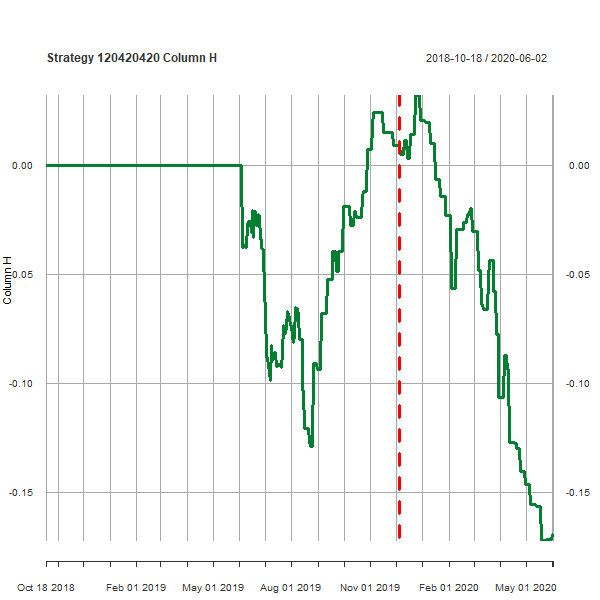 Strategy 120420420 Column H
2018-10-18 / 2020-06-02
0.00 0.00
-0.05 -0.05
Column H
-0.10 -0.10
-0.15 -0.15
Oct 18 2018 Feb 01 2019 May 01 2019 Aug 01 2019 Nov 01 2019 Feb 01 2020 May 01 2020